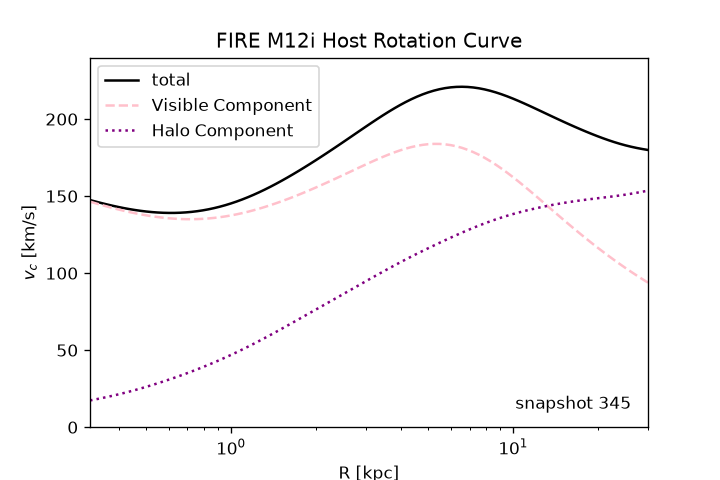 FIRE M12i Host Rotation Curve
total
Visible Component
Halo Component
200
150
100
50
0
v_c [km/s]
snapshot 345
10^0
10^1
R [kpc]